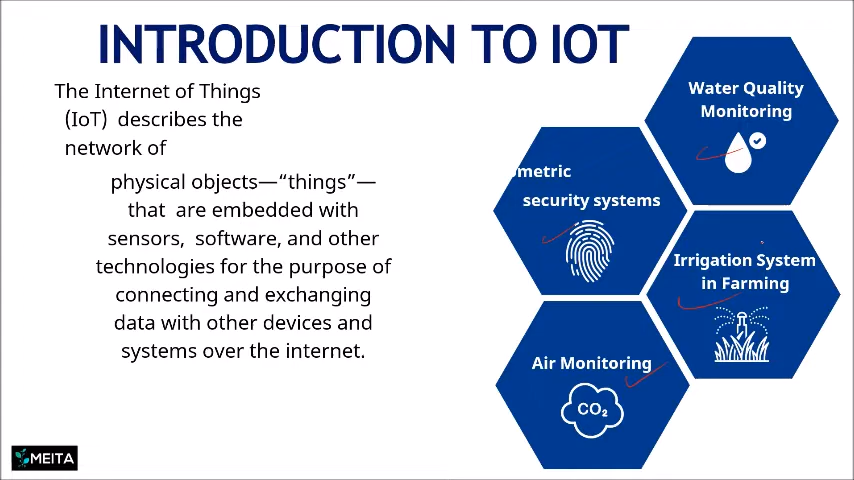 INTRODUCTION TO IOT
The Internet of Things
(IoT) describes the
network of
physical objects—“things”—
that are embedded with
sensors, software, and other
technologies for the purpose of
connecting and exchanging
data with other devices and
systems over the internet.
Water Quality
Monitoring
ometric
security systems
Irrigation System
in Farming
Air Monitoring
CO₂
MEITA